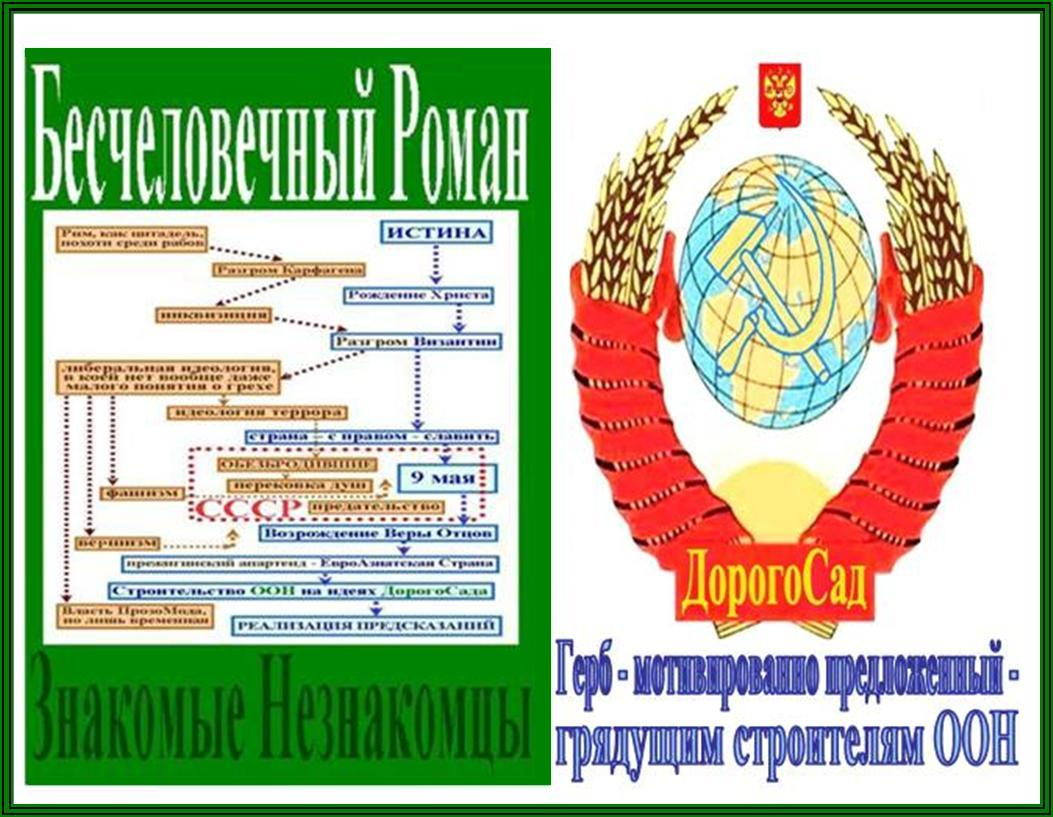 Бесчеловечный Роман
Рим, как цитадель,
похоти среди рабов
ИСТИНА
Разгром Карфагена
Рождение Христа
инквизиция
Разгром Византии
либеральная идеология,
в коей нет вообще даже
малого понятия о грехе
идеология террора
страна – с правом - славить
ОБЕЗБРОДИВШИЕ
9 мая
перековка душ
фашизм
СССР
предательство
Возрождение Веры Отцов
вершизм
ЕвроАзиатская Страна
Строительство ООН на идеях ДорогоСада
Власть ПрозоМода,
но лишь временная
РЕАЛИЗАЦИЯ ПРЕДСКАЗАНИЙ
Знакомые Незнакомцы
ДорогоСад
Герб - мотивированно предложенный -
грядущим строителям ООН